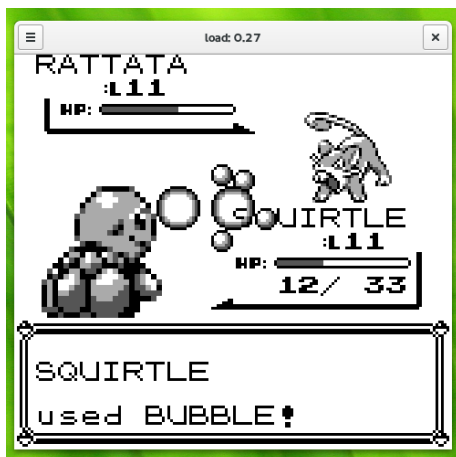 load: 0.27
RATTATA
:L11
HP:
SQUIRTLE
:L11
HP:
12/ 33
SQUIRTLE
used BUBBLE!